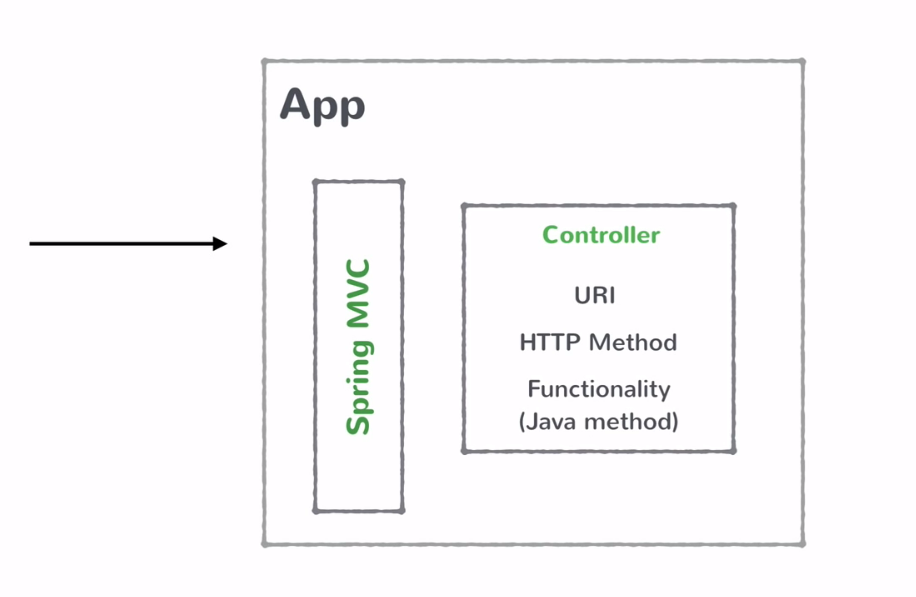 App
Spring MVC
Controller
URI
HTTP Method
Functionality
(Java method)